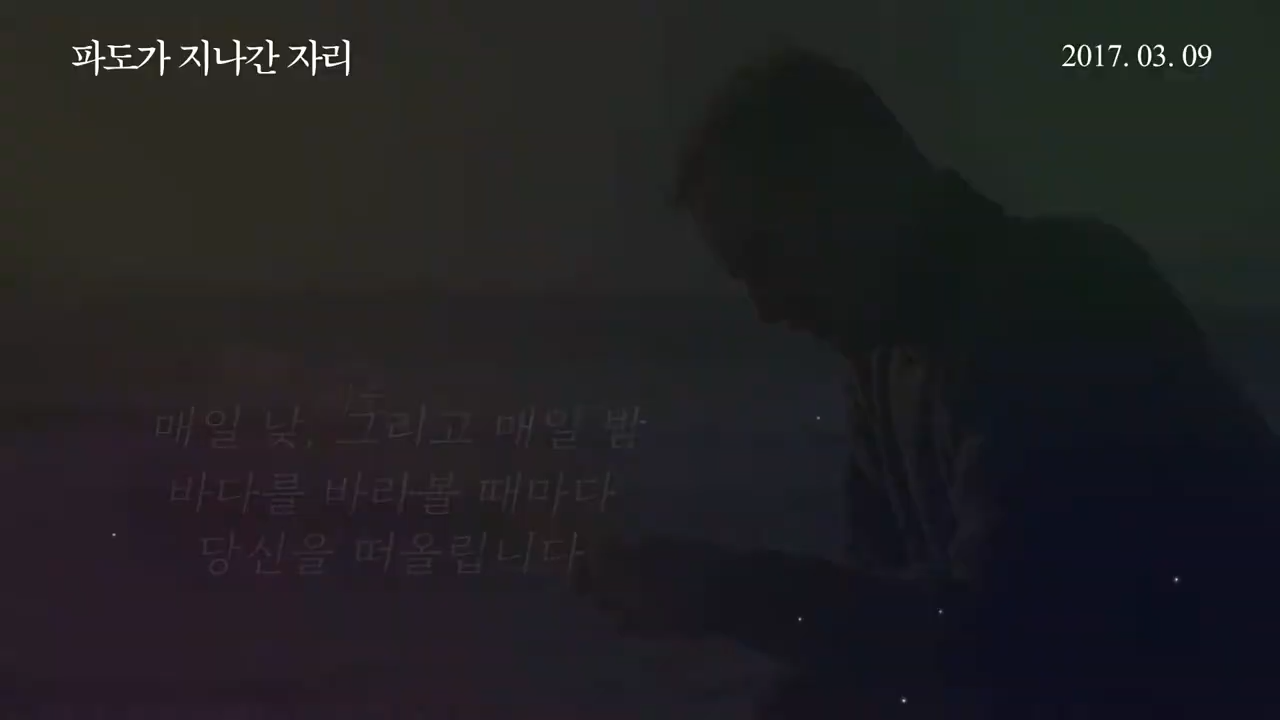 파도가 지나간 자리
2017. 03. 09
매일 낮, 그리고 매일 밤
바다를 바라볼 때마다
당신을 떠올립니다